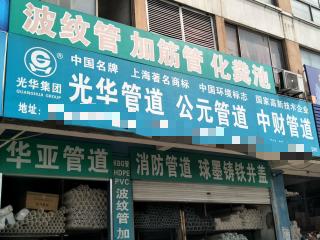 波纹管 加筋管 化粪池
光华集团
GUANGHUA GROUP
中国名牌 上海著名商标 中国环境标志 国家高新技术企业
光华管道 公元管道 中财管道
地址:
华亚管道
HDPE
PVC
波纹管加
消防管道 球墨铸铁井盖